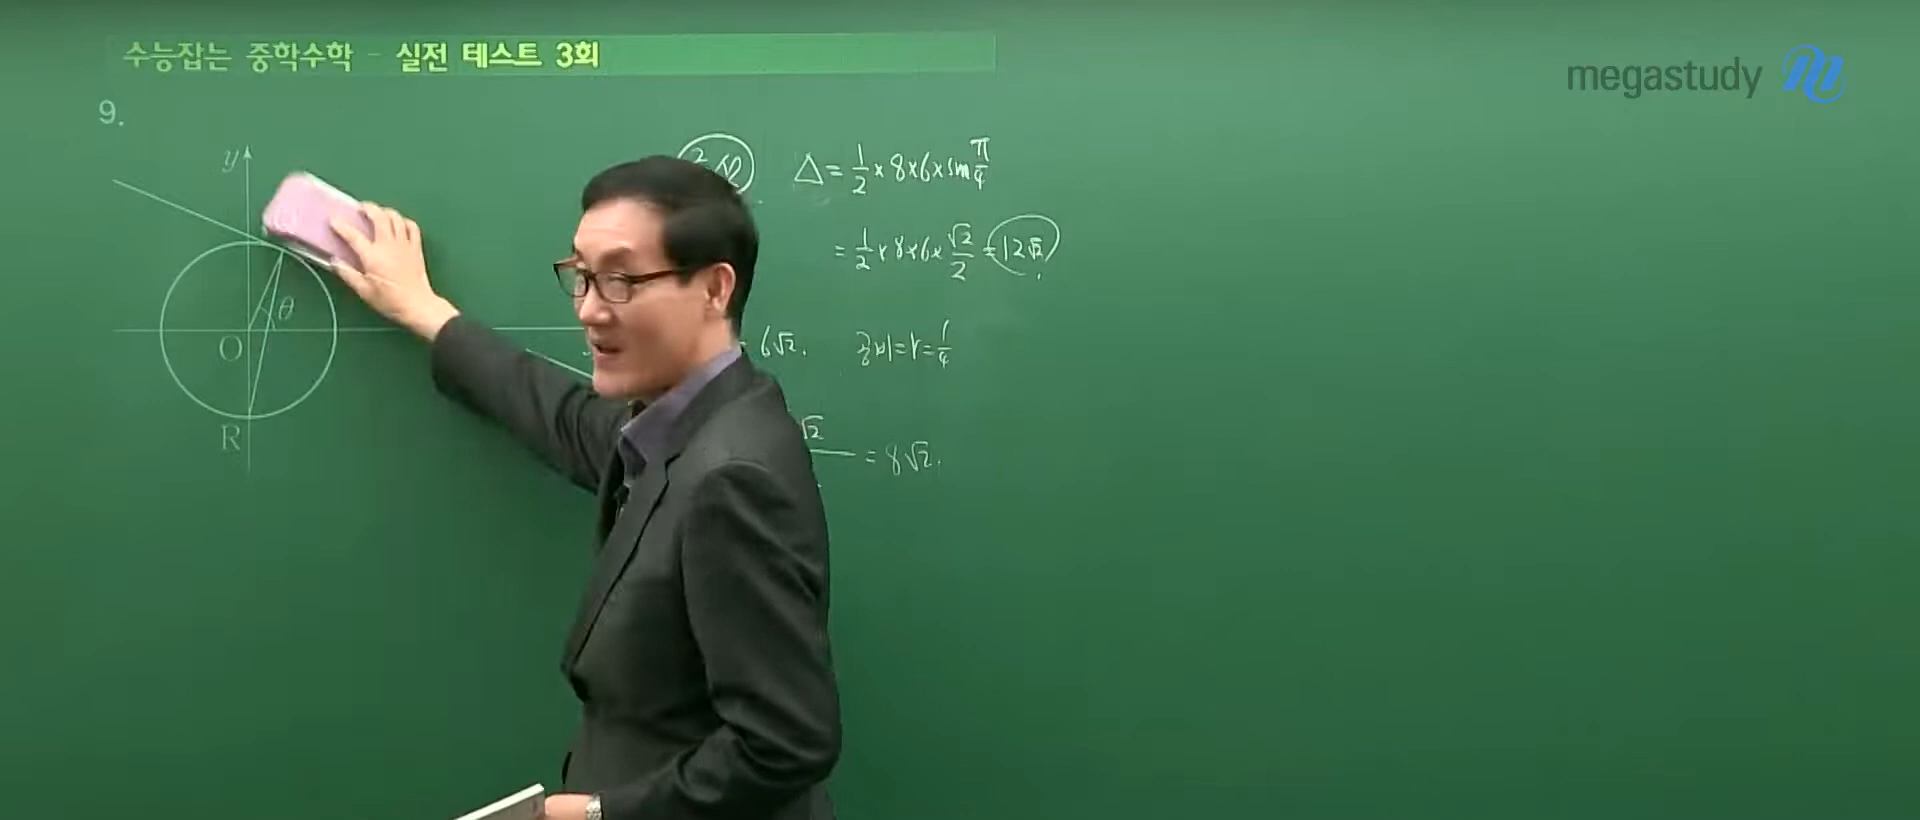 수능잡는 중학수학 - 실전 테스트 3회
megastudy
9.
y
θ
O
R
△ = 1/2 × 8 × 6 × sin π/4
= 1/2 × 8 × 6 × √2/2 = 12√2
6√2. 공비 = r = 1/4
√2
= 8√2.